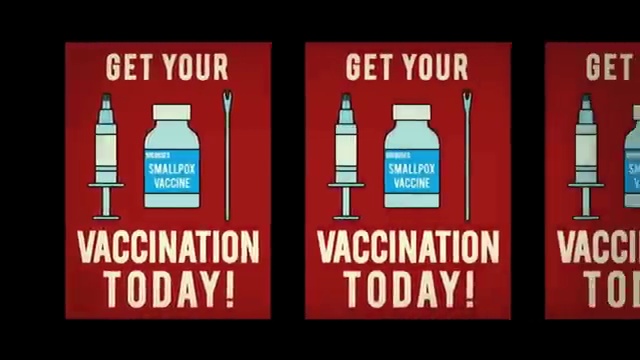 GET YOUR
SMALLPOX
VACCINE
VACCINATION
TODAY!
GET YOUR
SMALLPOX
VACCINE
VACCINATION
TODAY!
GET